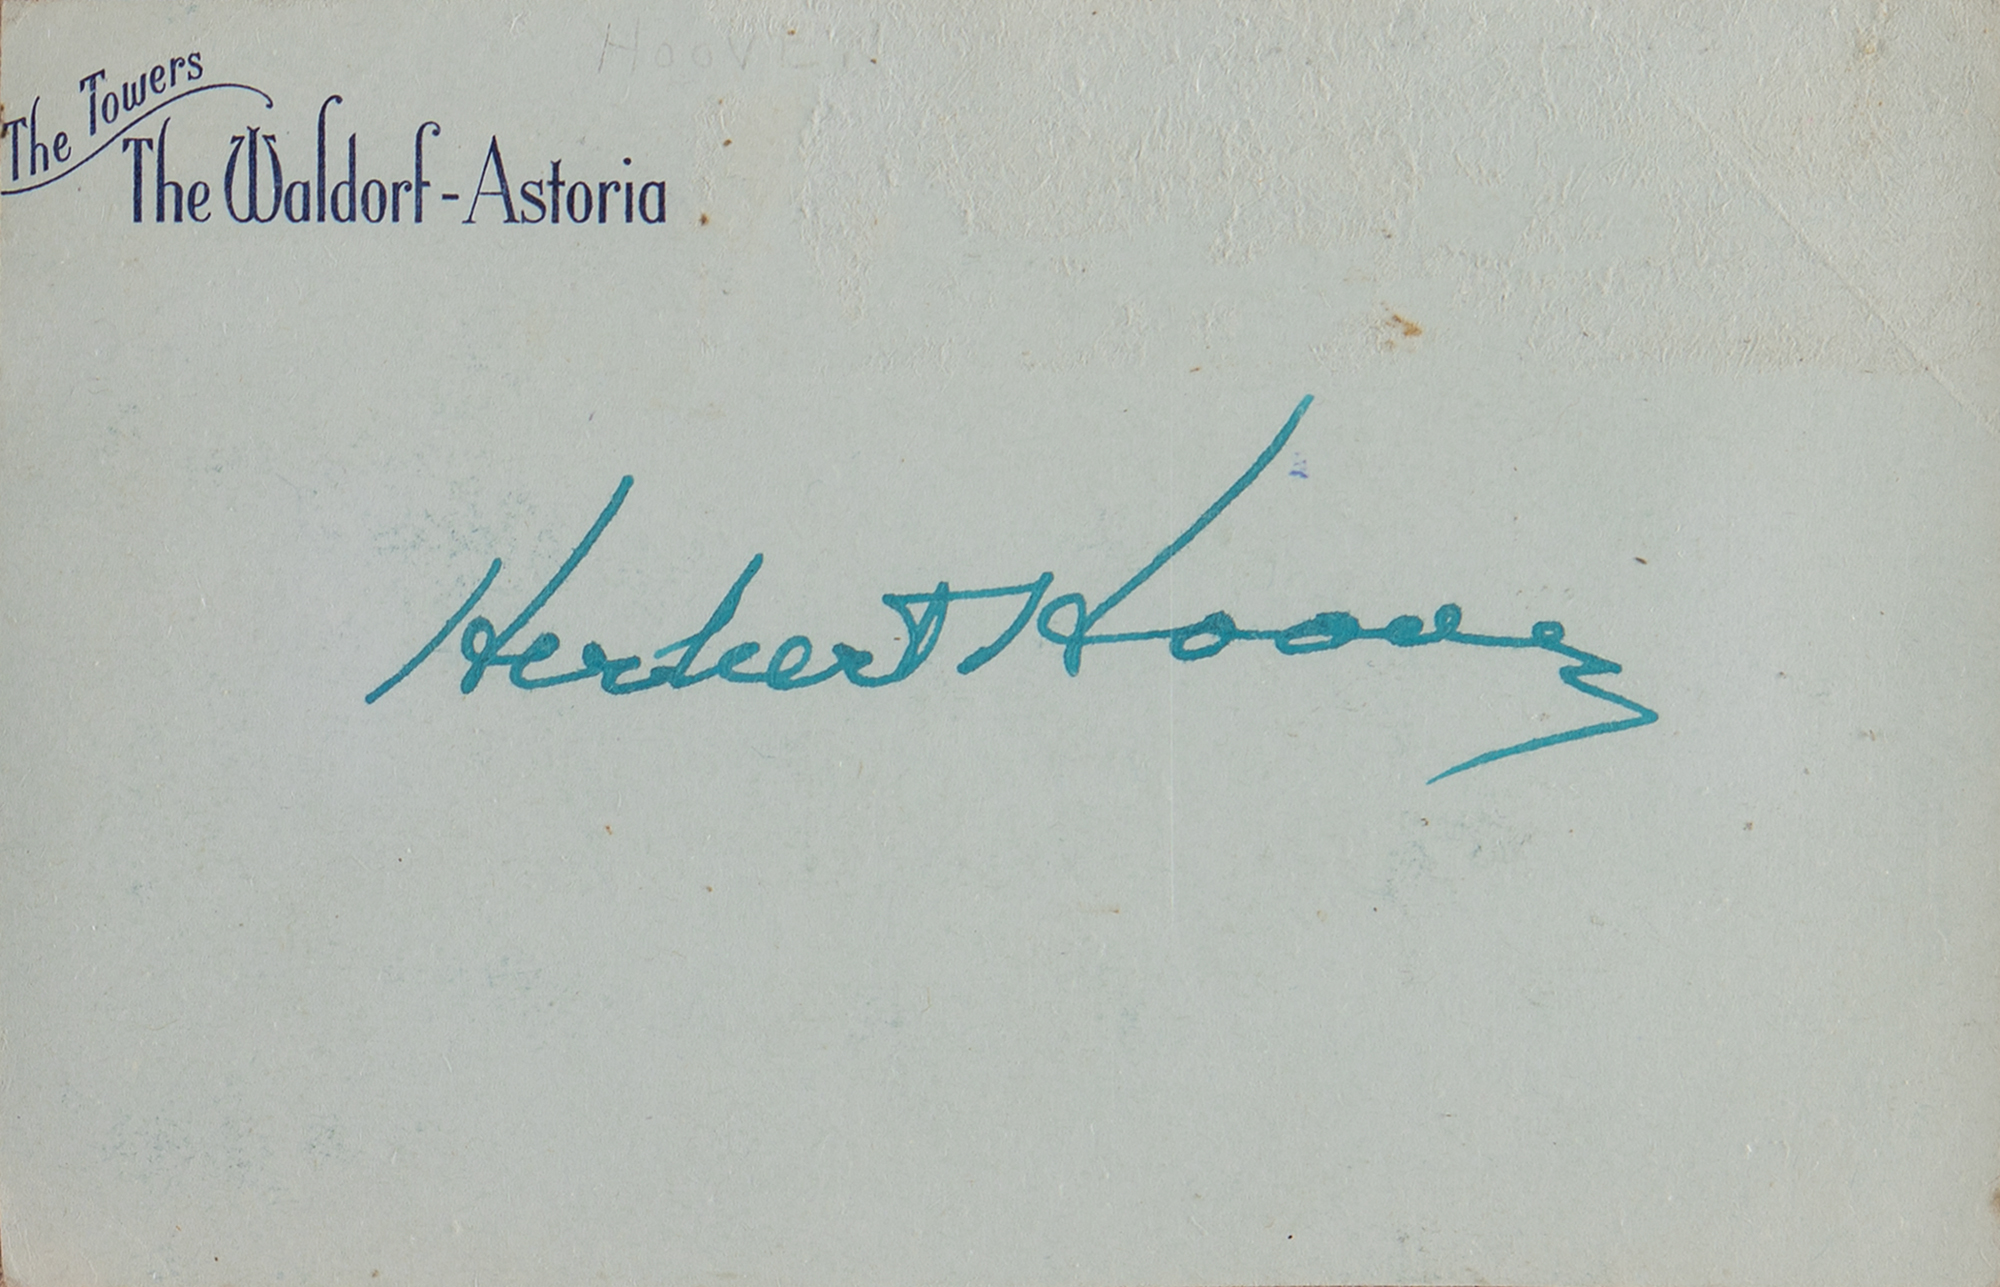 HOOVER
The Towers
The Waldorf-Astoria
Herbert Hoover